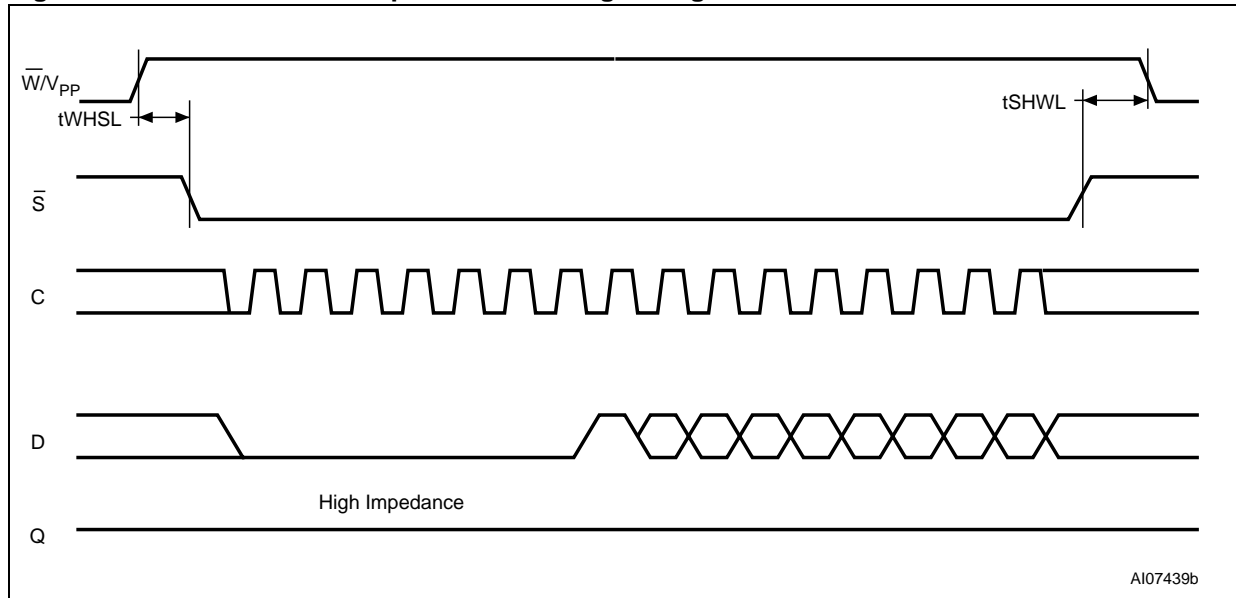 W̅/VPP
tWHSL
tSHWL
S̅
C
D
High Impedance
Q
AI07439b